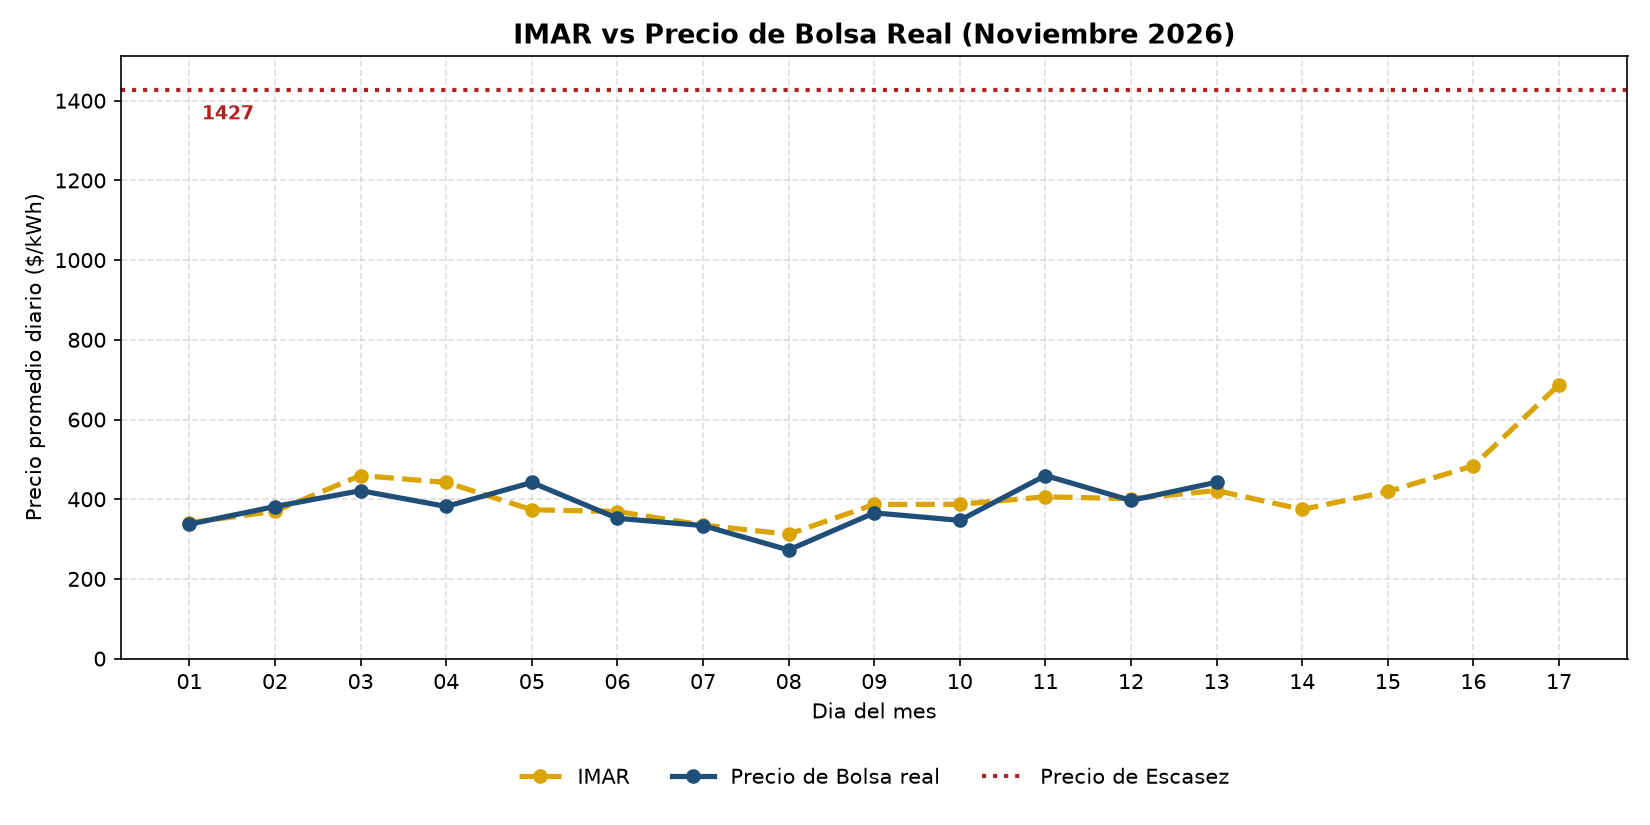 IMAR vs Precio de Bolsa Real (Noviembre 2026)
Precio promedio diario ($/kWh)
1400
1200
1000
800
600
400
200
0
1427
01 02 03 04 05 06 07 08 09 10 11 12 13 14 15 16 17
Dia del mes
IMAR Precio de Bolsa real Precio de Escasez